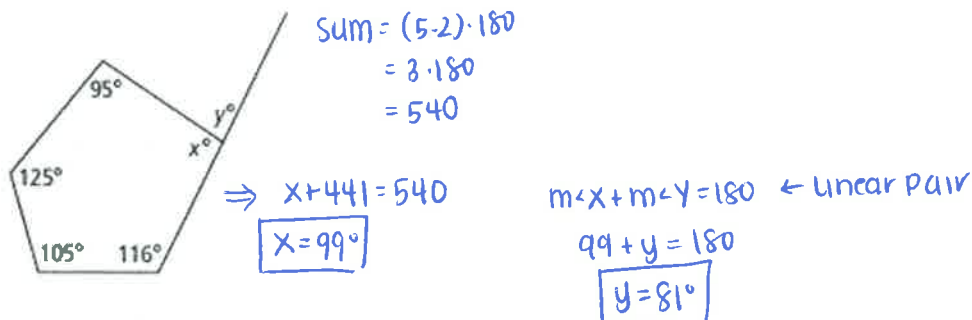 Sum = (5-2)·180
= 3·180
= 540
95°
y°
x°
125°
105°
116°
⇒ x+441=540
x=99°
m<x+m<y=180 ← linear pair
99+y=180
y=81°